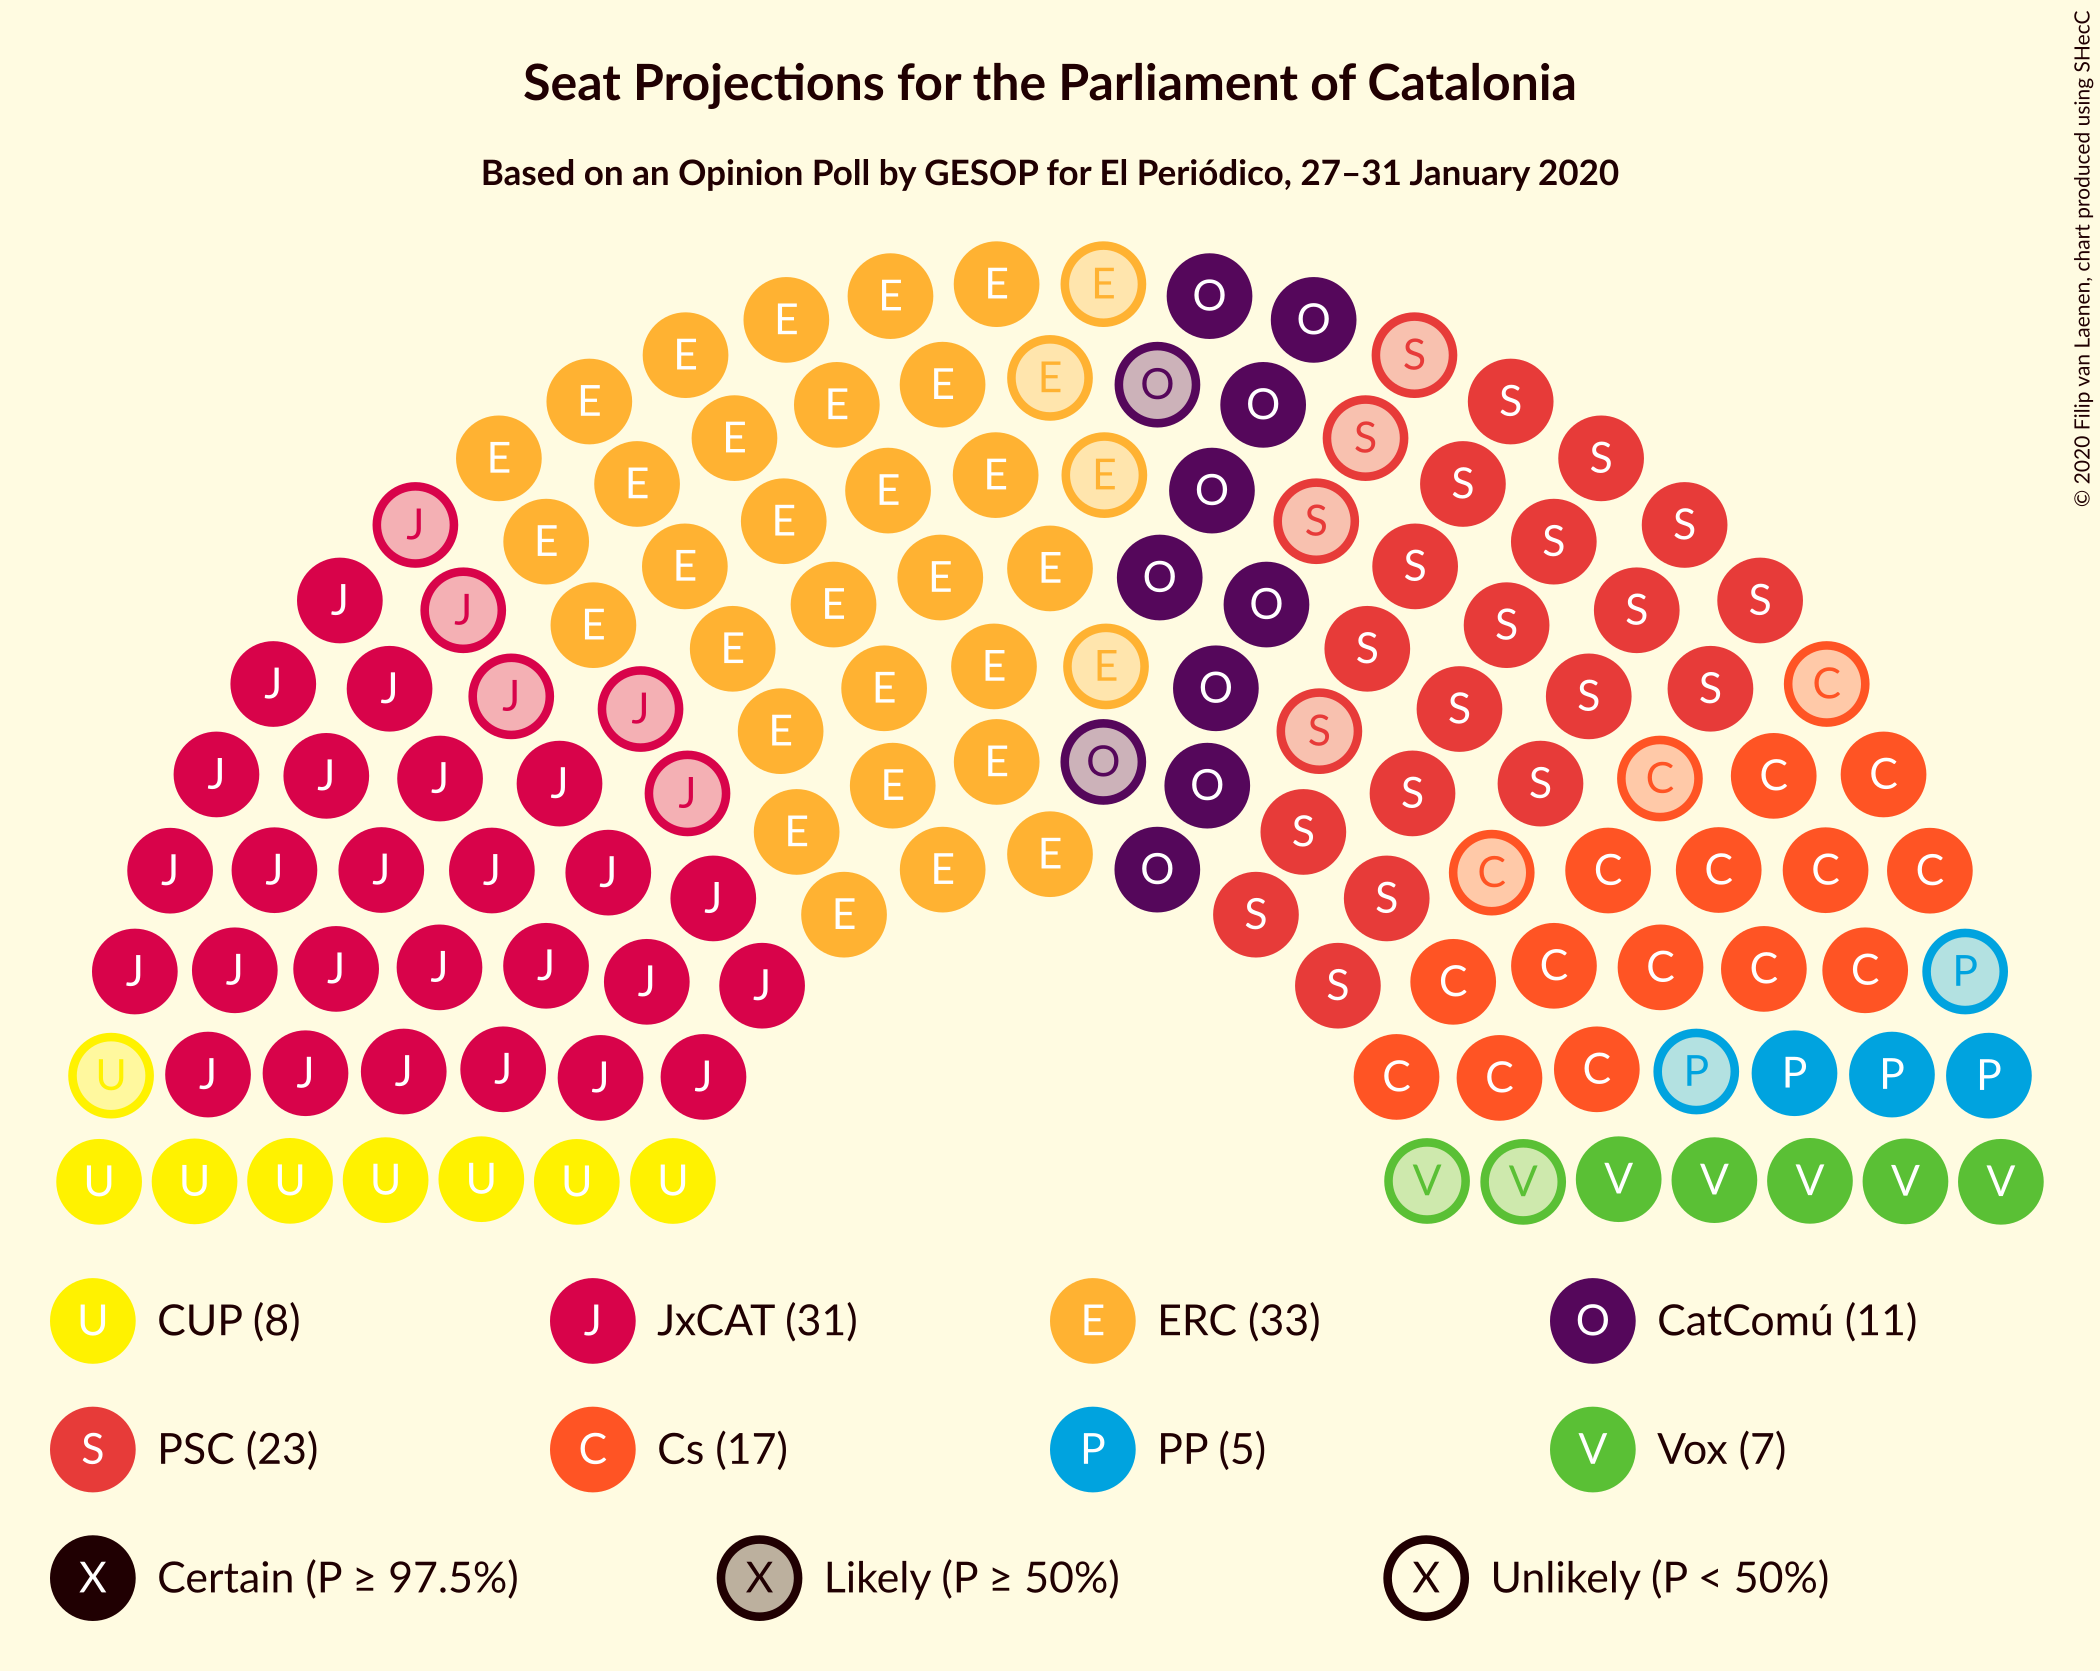 Seat Projections for the Parliament of Catalonia
Based on an Opinion Poll by GESOP for El Periódico, 27–31 January 2020
© 2020 Filip van Laenen, chart produced using SHecC
E E E O O
E E S
E E O O S S
E E S S
E E E E O S S
J E E S S
E E E O O S S
J J E E S S
J J E E E O S S S
J J J E S S S C
J J J J J E E E O O S S S C C C
E S
J J J J J J E E O S C C C C C
E S
J J J J J J J S C C C C C P
U J J J J J J C C C P P P P
U U U U U U U V V V V V V V
U CUP (8) J JxCAT (31) E ERC (33) O CatComú (11)
S PSC (23) C Cs (17) P PP (5) V Vox (7)
X Certain (P ≥ 97.5%) X Likely (P ≥ 50%) X Unlikely (P < 50%)